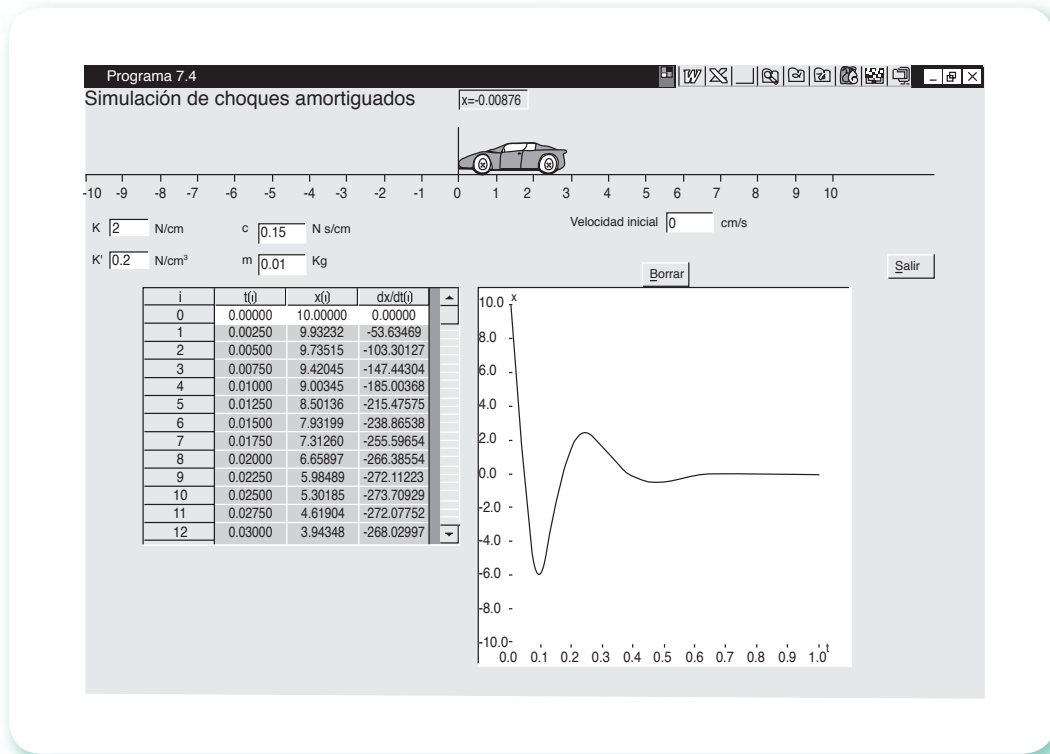 Programa 7.4
Simulación de choques amortiguados x=-0.00876
-10 -9 -8 -7 -6 -5 -4 -3 -2 -1 0 1 2 3 4 5 6 7 8 9 10
K 2 N/cm c 0.15 N s/cm Velocidad inicial 0 cm/s
K' 0.2 N/cm³ m 0.01 Kg
Borrar Salir
i t(i) x(i) dx/dt(i)
0 0.00000 10.00000 0.00000
1 0.00250 9.93232 -53.63469
2 0.00500 9.73515 -103.30127
3 0.00750 9.42045 -147.44304
4 0.01000 9.00345 -185.00368
5 0.01250 8.50136 -215.47575
6 0.01500 7.93199 -238.86538
7 0.01750 7.31260 -255.59654
8 0.02000 6.65897 -266.38554
9 0.02250 5.98489 -272.11223
10 0.02500 5.30185 -273.70929
11 0.02750 4.61904 -272.07752
12 0.03000 3.94348 -268.02997
10.0 x
8.0
6.0
4.0
2.0
0.0
-2.0
-4.0
-6.0
-8.0
-10.0
0.0 0.1 0.2 0.3 0.4 0.5 0.6 0.7 0.8 0.9 1.0 t